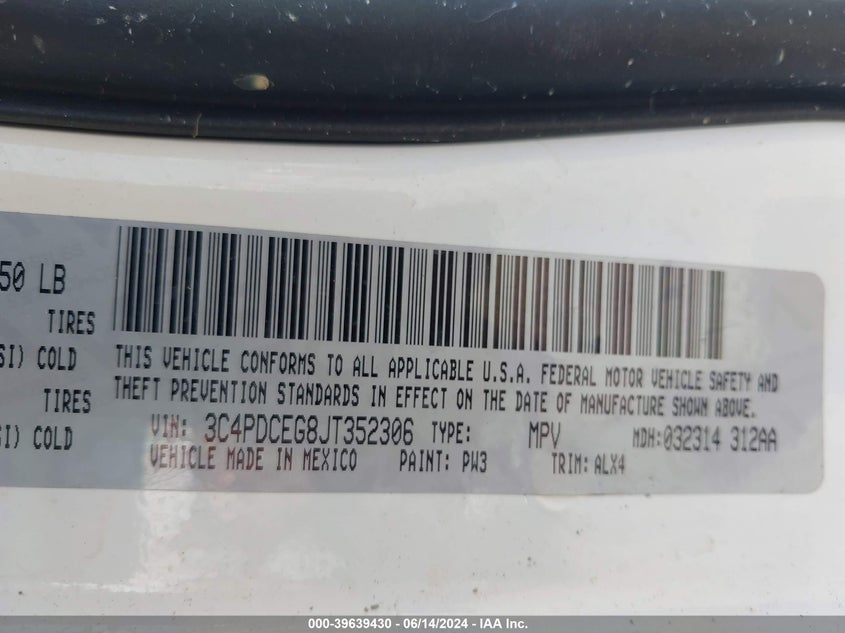 50 LB
TIRES
SI) COLD
TIRES
SI) COLD
THIS VEHICLE CONFORMS TO ALL APPLICABLE U.S.A. FEDERAL MOTOR VEHICLE SAFETY AND
THEFT PREVENTION STANDARDS IN EFFECT ON THE DATE OF MANUFACTURE SHOWN ABOVE.
VIN: 3C4PDCEG8JT352306 TYPE: MPV MDH:032314 312AA
VEHICLE MADE IN MEXICO PAINT: PW3 TRIM: ALX4
000-39639430 - 06/14/2024 - IAA Inc.